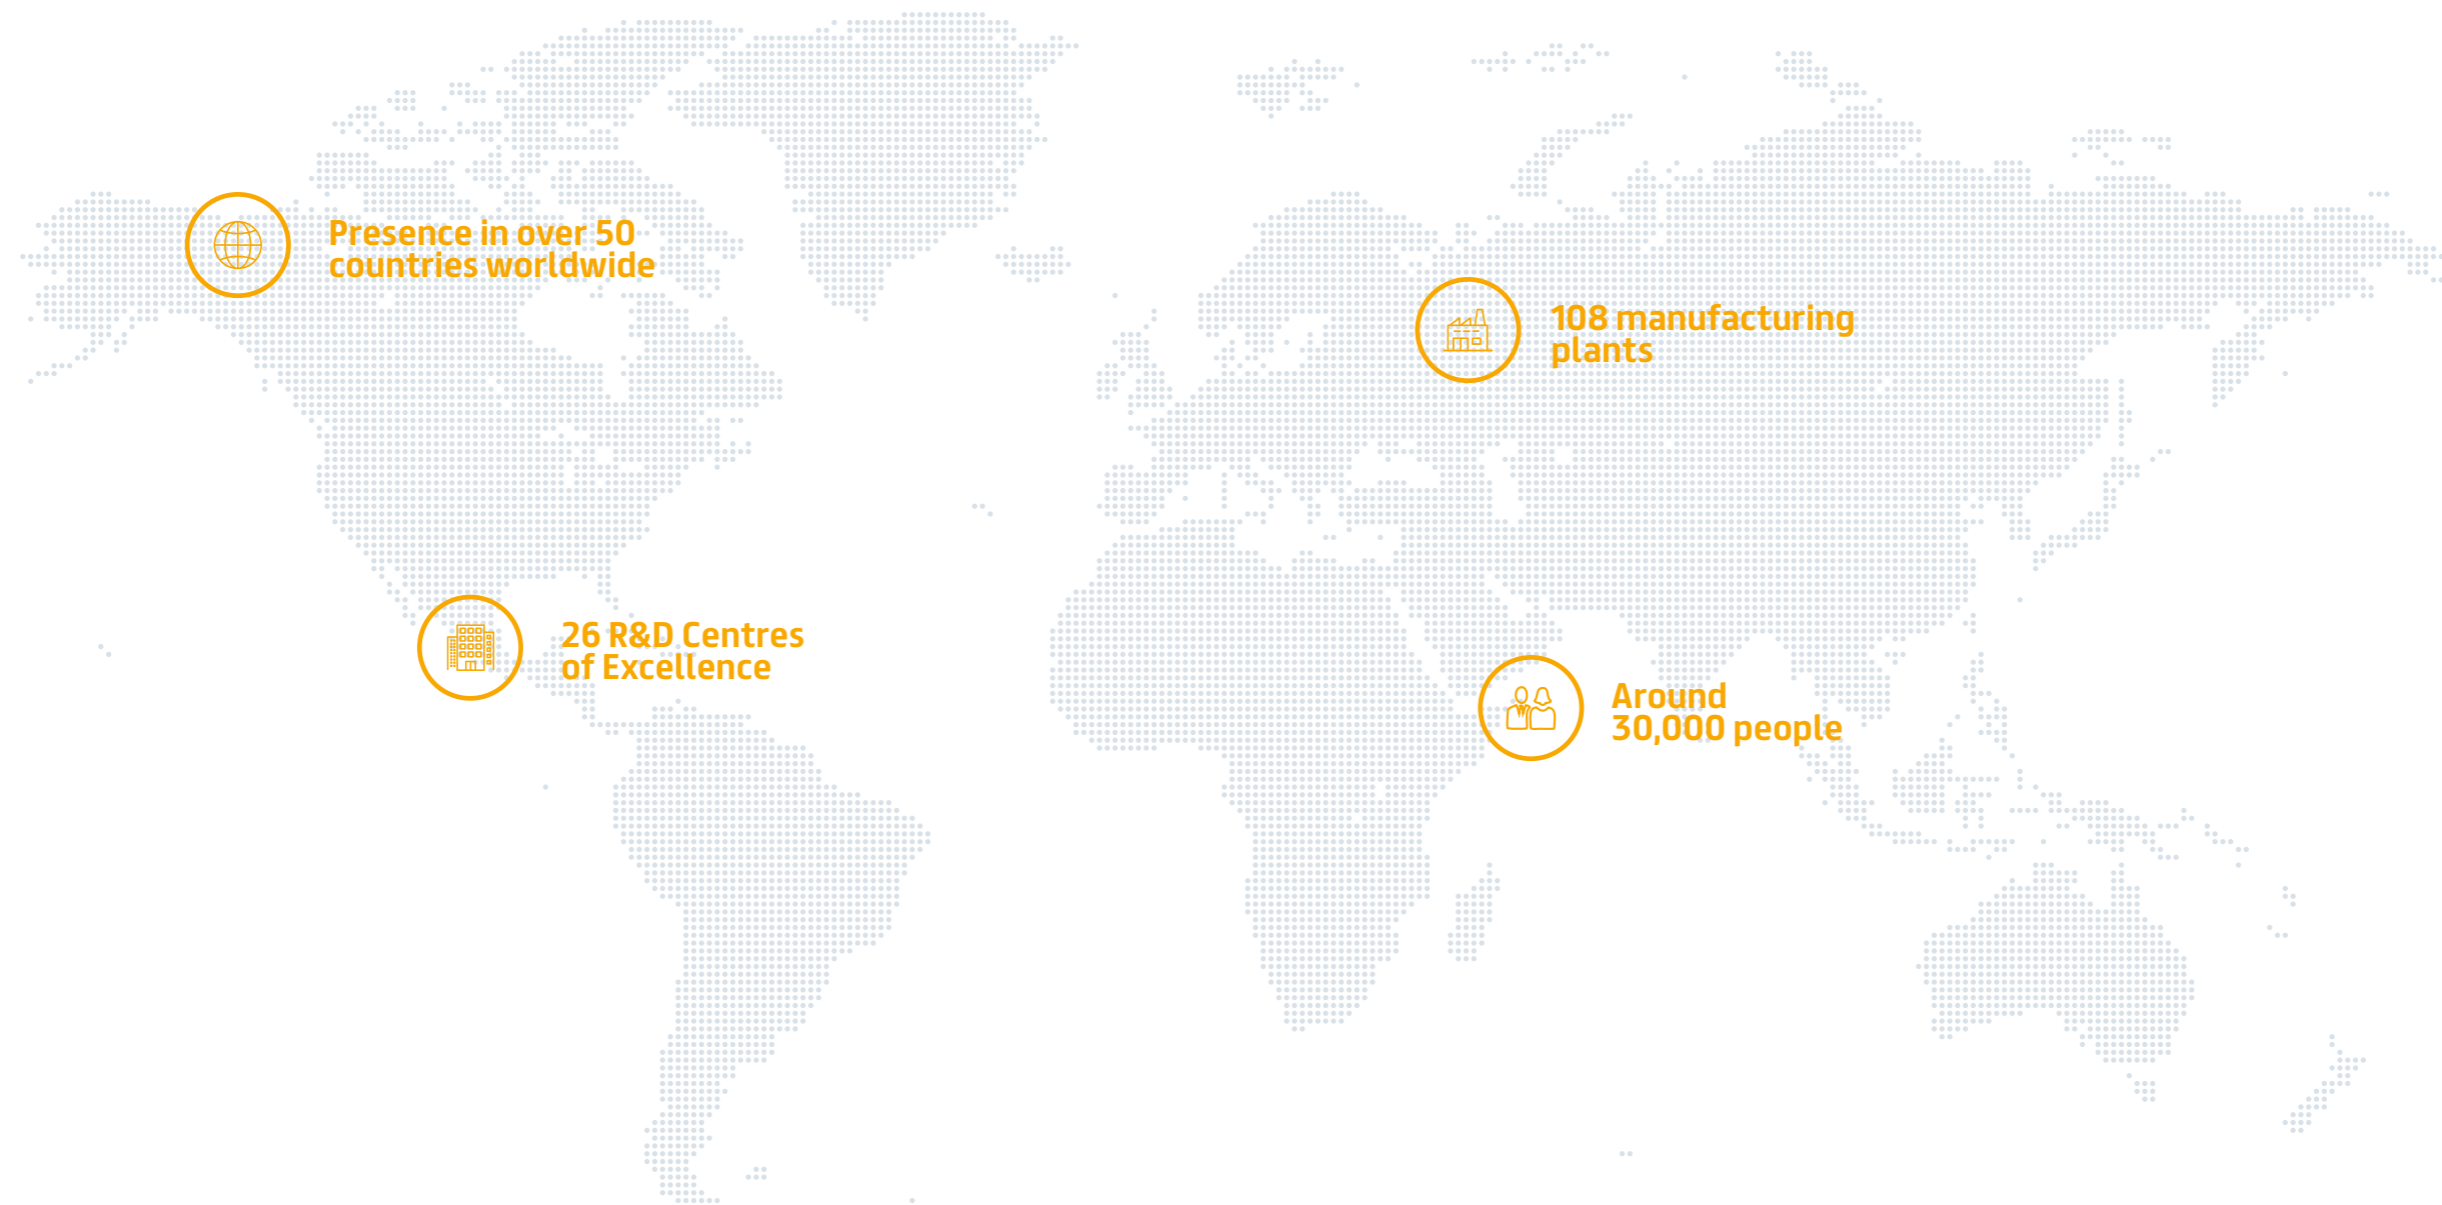 Presence in over 50
countries worldwide
108 manufacturing
plants
26 R&D Centres
of Excellence
Around
30,000 people